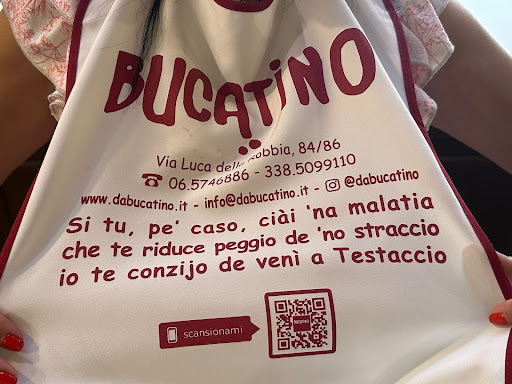 BUCATiNO
Via Luca della Robbia, 84/86
06.5746886 - 338.5099110
www.dabucatino.it - info@dabucatino.it - @dabucatino
Si tu, pe' caso, ciài 'na malatia
che te riduce peggio de 'no straccio
io te conzijo de venì a Testaccio
scansionami